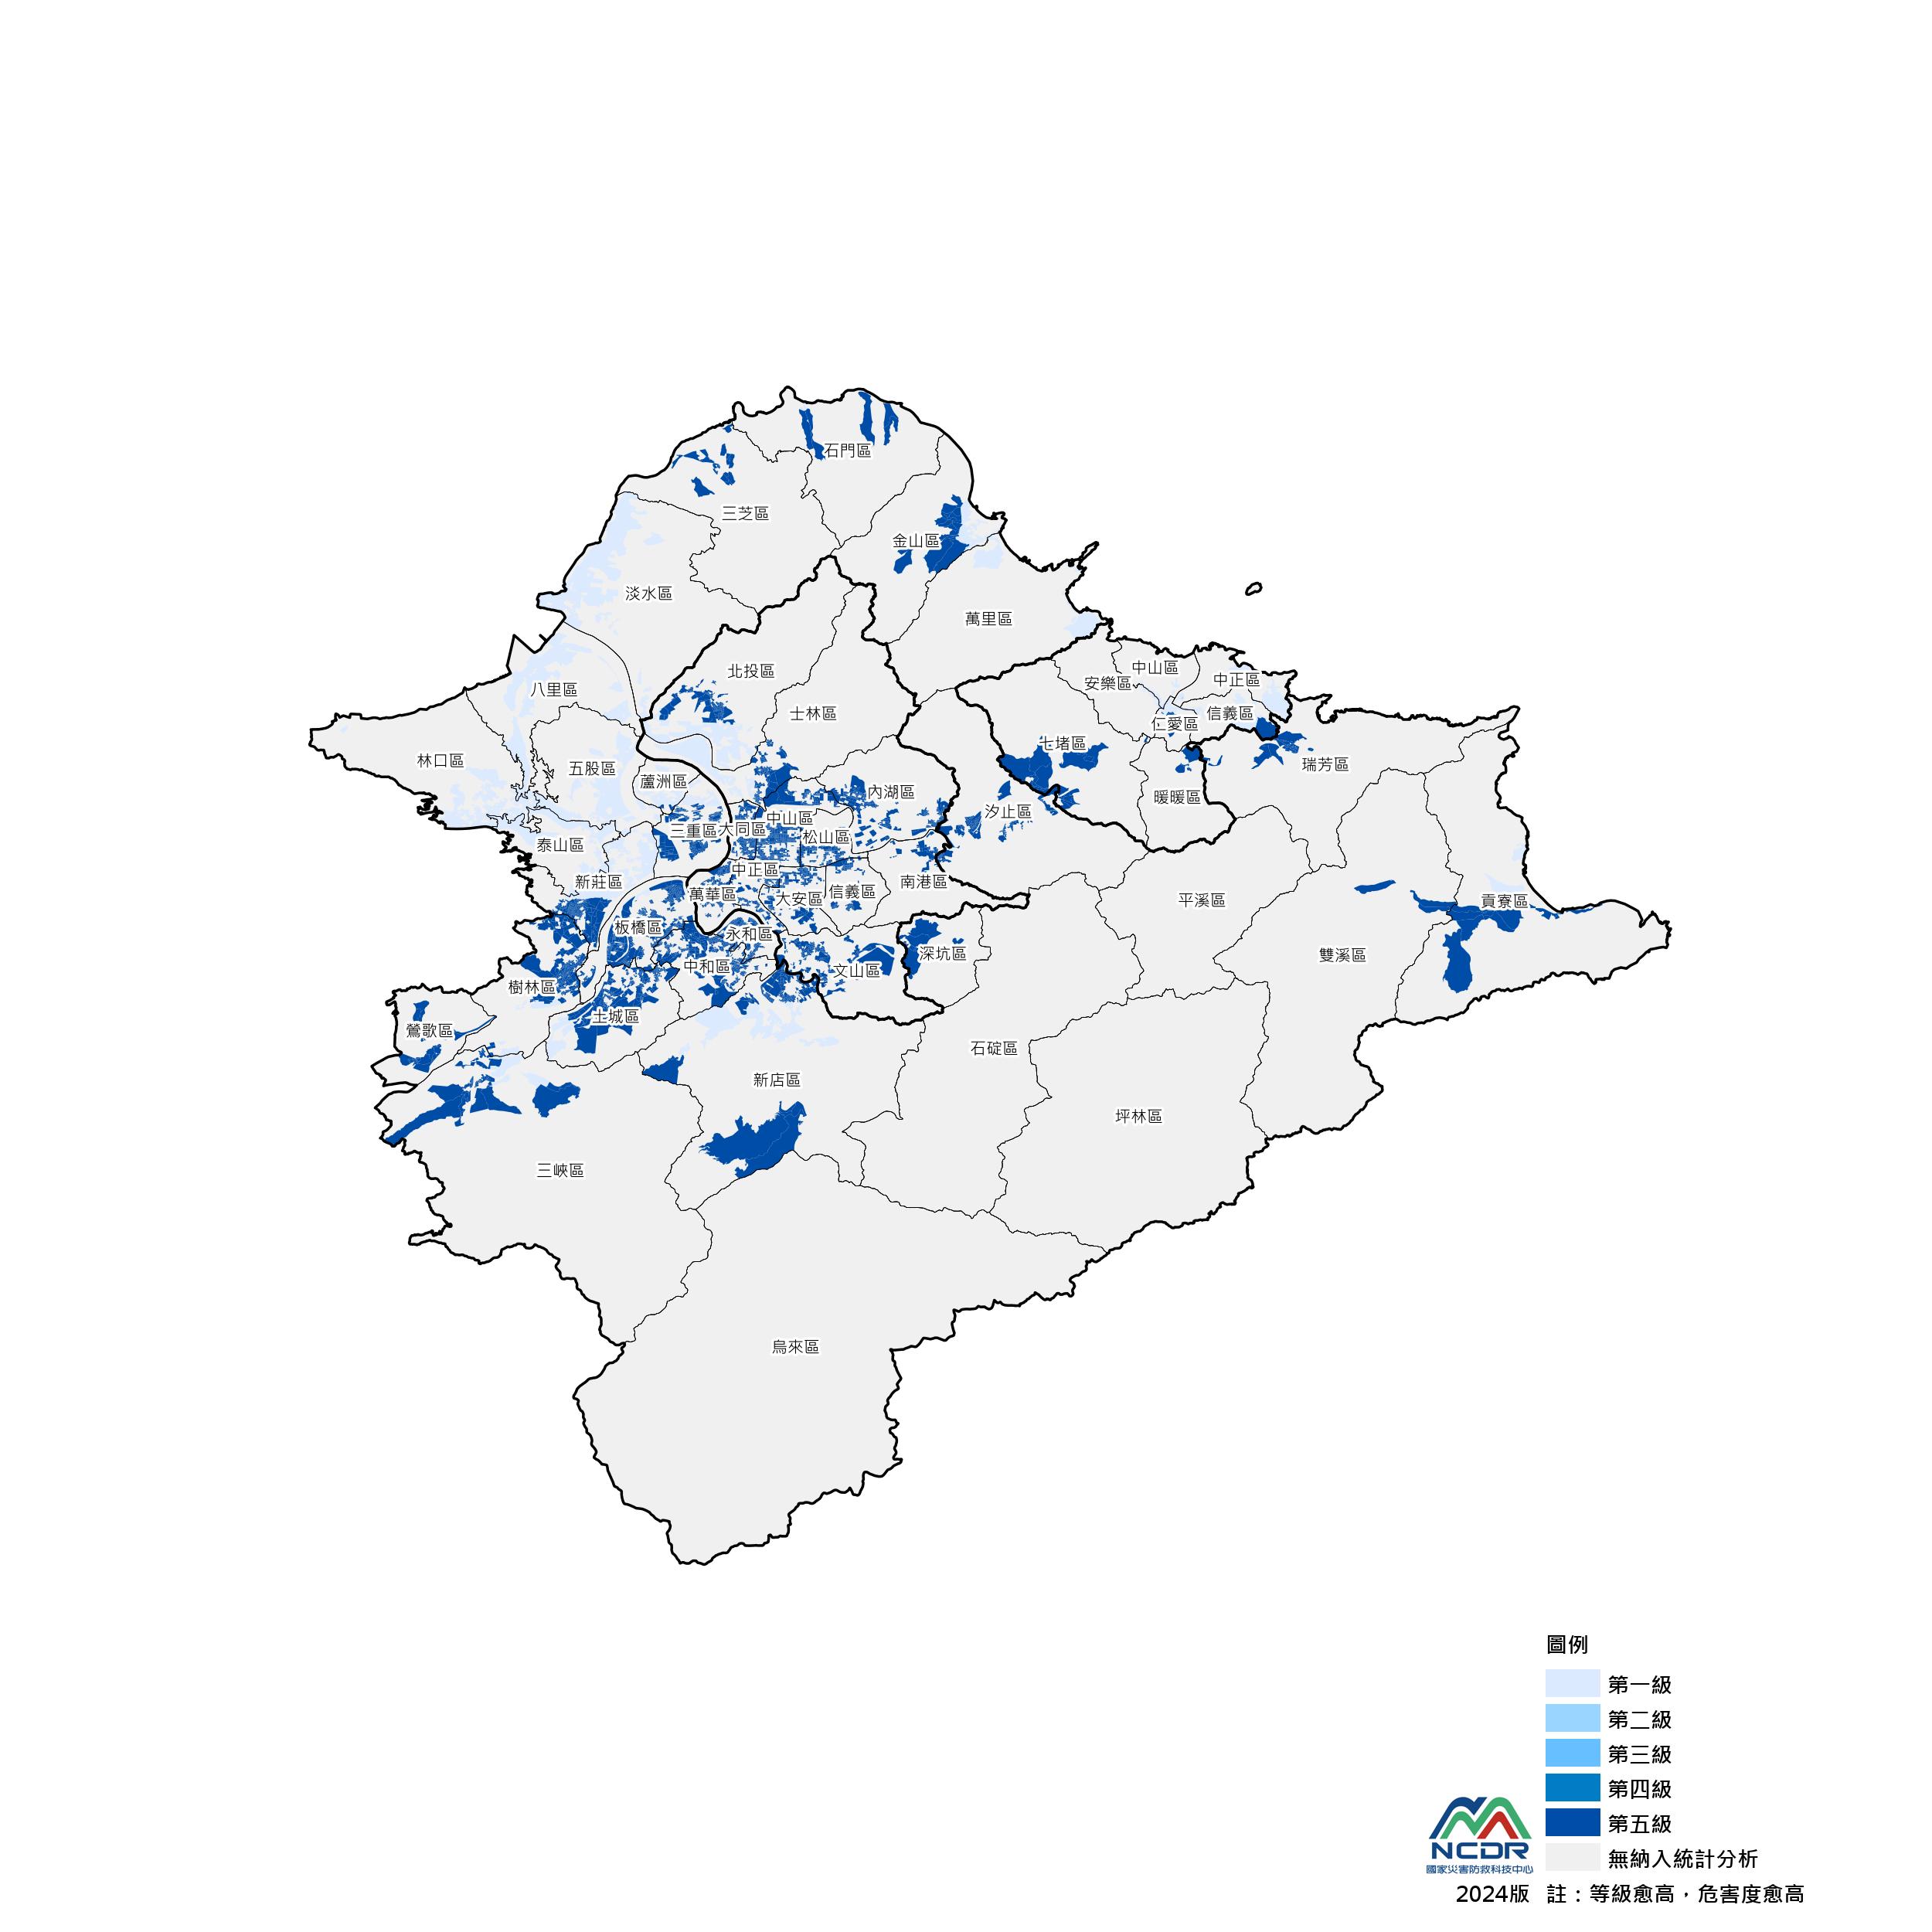 石門區
三芝區
金山區
淡水區
萬里區
北投區
中山區
中正區
安樂區
八里區
士林區
信義區
仁愛區
七堵區
林口區
五股區
瑞芳區
蘆洲區
內湖區
暖暖區
汐止區
中山區
三重區
大同區
松山區
泰山區
中正區
新莊區
南港區
萬華區
信義區
大安區
平溪區
貢寮區
板橋區
永和區
深坑區
雙溪區
中和區
文山區
樹林區
土城區
鶯歌區
石碇區
新店區
坪林區
三峽區
烏來區
圖例
第一級
第二級
第三級
第四級
第五級
無納入統計分析
NCDR
國家災害防救科技中心
2024版 註：等級愈高，危害度愈高